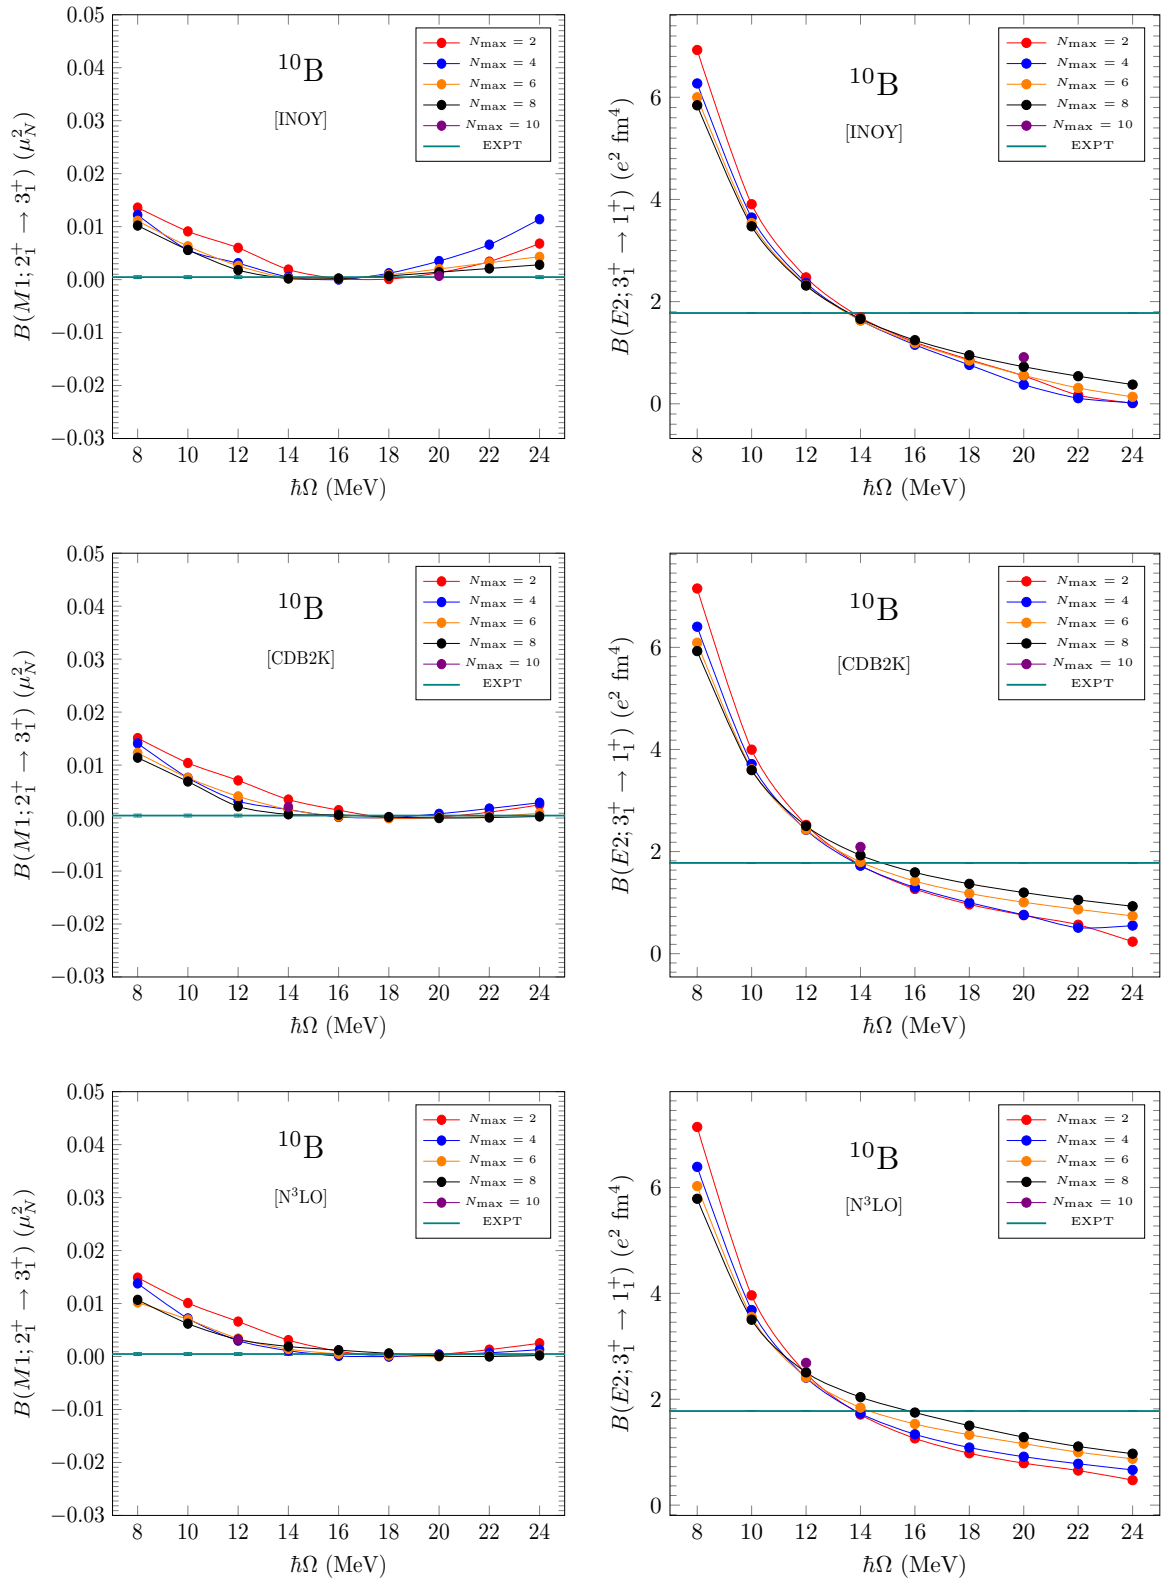 0.05
0.04
0.03
0.02
0.01
0.00
−0.01
−0.02
−0.03
B(M1; 2₁⁺ → 3₁⁺) (μ_N²)
¹⁰B
[INOY]
N_max = 2
N_max = 4
N_max = 6
N_max = 8
N_max = 10
EXPT
8 10 12 14 16 18 20 22 24
ℏΩ (MeV)
6
4
2
0
B(E2; 3₁⁺ → 1₁⁺) (e² fm⁴)
¹⁰B
[INOY]
N_max = 2
N_max = 4
N_max = 6
N_max = 8
N_max = 10
EXPT
8 10 12 14 16 18 20 22 24
ℏΩ (MeV)
0.05
0.04
0.03
0.02
0.01
0.00
−0.01
−0.02
−0.03
B(M1; 2₁⁺ → 3₁⁺) (μ_N²)
¹⁰B
[CDB2K]
N_max = 2
N_max = 4
N_max = 6
N_max = 8
N_max = 10
EXPT
8 10 12 14 16 18 20 22 24
ℏΩ (MeV)
6
4
2
0
B(E2; 3₁⁺ → 1₁⁺) (e² fm⁴)
¹⁰B
[CDB2K]
N_max = 2
N_max = 4
N_max = 6
N_max = 8
N_max = 10
EXPT
8 10 12 14 16 18 20 22 24
ℏΩ (MeV)
0.05
0.04
0.03
0.02
0.01
0.00
−0.01
−0.02
−0.03
B(M1; 2₁⁺ → 3₁⁺) (μ_N²)
¹⁰B
[N³LO]
N_max = 2
N_max = 4
N_max = 6
N_max = 8
N_max = 10
EXPT
8 10 12 14 16 18 20 22 24
ℏΩ (MeV)
6
4
2
0
B(E2; 3₁⁺ → 1₁⁺) (e² fm⁴)
¹⁰B
[N³LO]
N_max = 2
N_max = 4
N_max = 6
N_max = 8
N_max = 10
EXPT
8 10 12 14 16 18 20 22 24
ℏΩ (MeV)